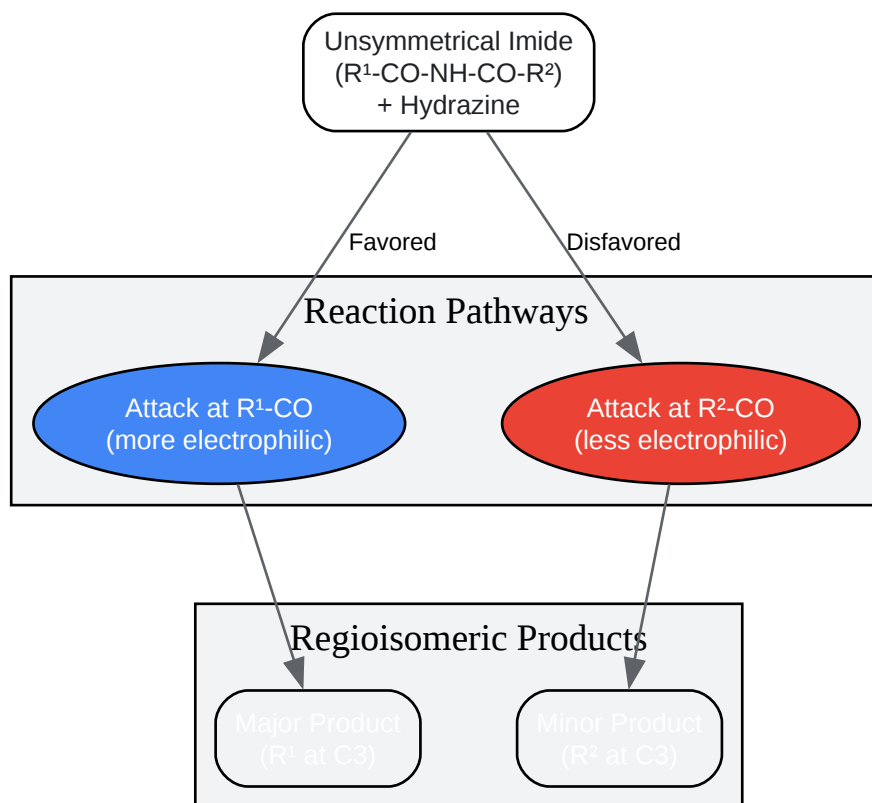 Unsymmetrical Imide
(R¹-CO-NH-CO-R²)
+ Hydrazine
Favored
Disfavored
Reaction Pathways
Attack at R¹-CO
(more electrophilic)
Attack at R²-CO
(less electrophilic)
Regioisomeric Products
Major Product
(R¹ at C3)
Minor Product
(R² at C3)